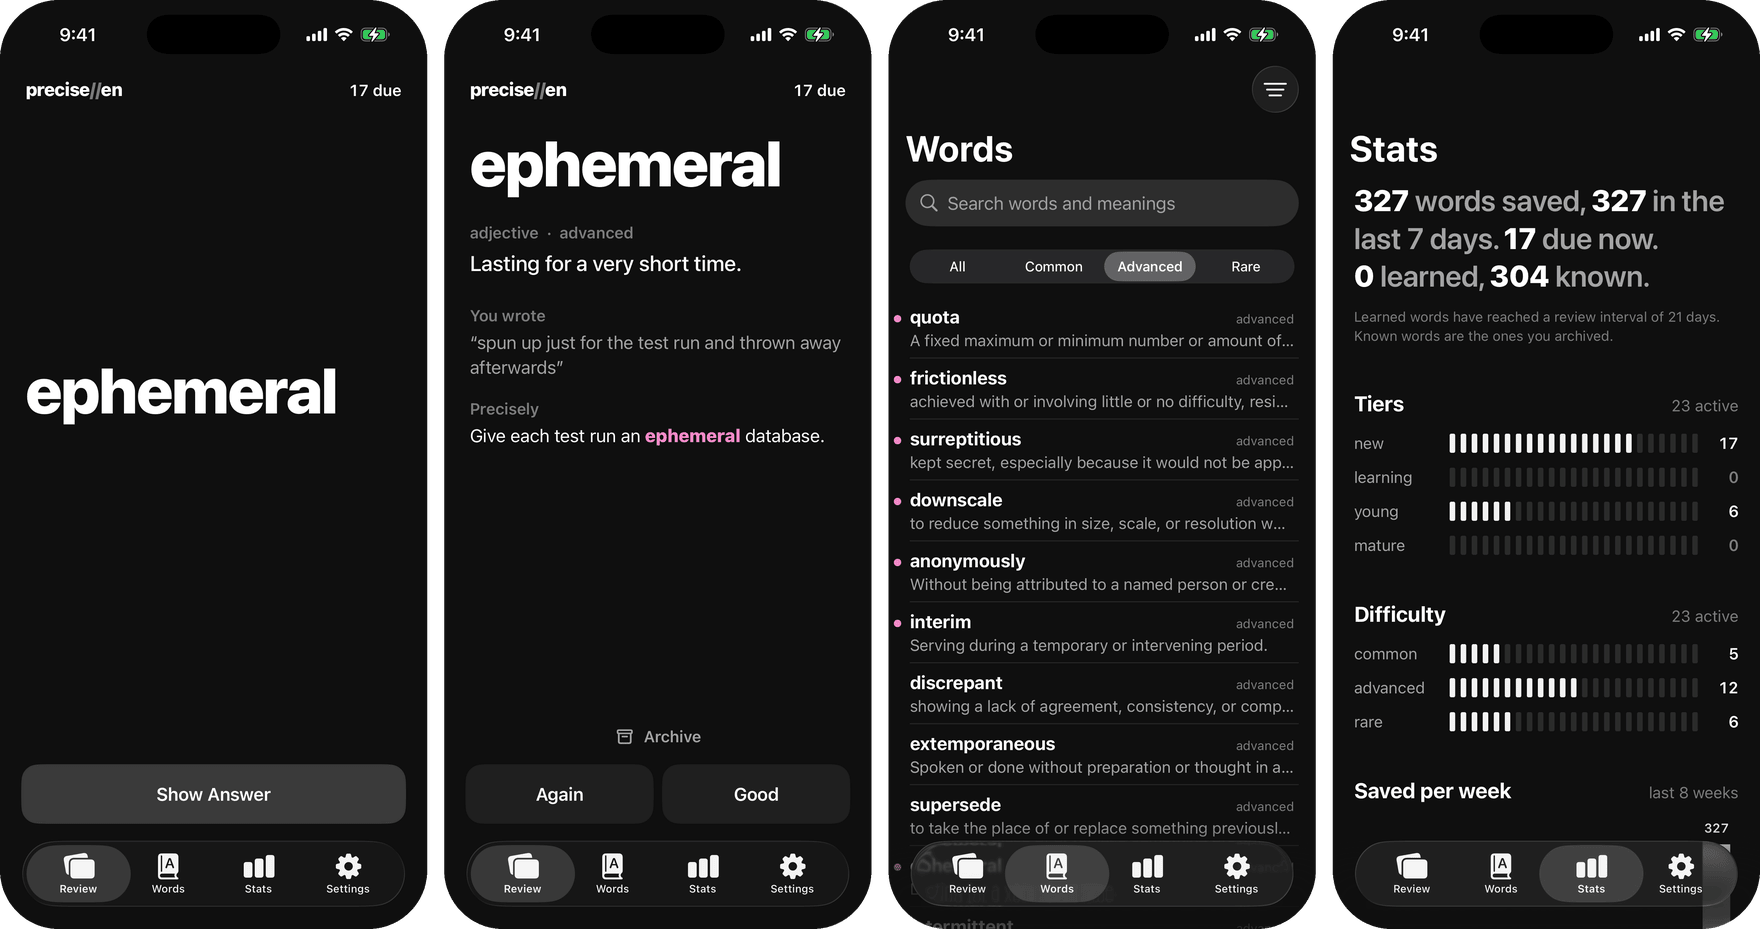 9:41
precise//en
17 due
ephemeral
Show Answer
Review
Words
Stats
Settings
9:41
precise//en
17 due
ephemeral
adjective · advanced
Lasting for a very short time.
You wrote
“spun up just for the test run and thrown away
afterwards”
Precisely
Give each test run an ephemeral database.
Archive
Again
Good
Review
Words
Stats
Settings
9:41
Words
Search words and meanings
All
Common
Advanced
Rare
quota
advanced
A fixed maximum or minimum number or amount of...
frictionless
advanced
achieved with or involving little or no difficulty, resi...
surreptitious
advanced
kept secret, especially because it would not be app...
downscale
advanced
to reduce something in size, scale, or resolution w...
anonymously
advanced
Without being attributed to a named person or cre...
interim
advanced
Serving during a temporary or intervening period.
discrepant
advanced
showing a lack of agreement, consistency, or comp...
extemporaneous
advanced
Spoken or done without preparation or thought in a...
supersede
advanced
to take the place of or replace something previousl...
Review
Words
Stats
Settings
9:41
Stats
327 words saved, 327 in the
last 7 days. 17 due now.
0 learned, 304 known.
Learned words have reached a review interval of 21 days.
Known words are the ones you archived.
Tiers
23 active
new
17
learning
0
young
6
mature
0
Difficulty
23 active
common
5
advanced
12
rare
6
Saved per week
last 8 weeks
327
Review
Words
Stats
Settings